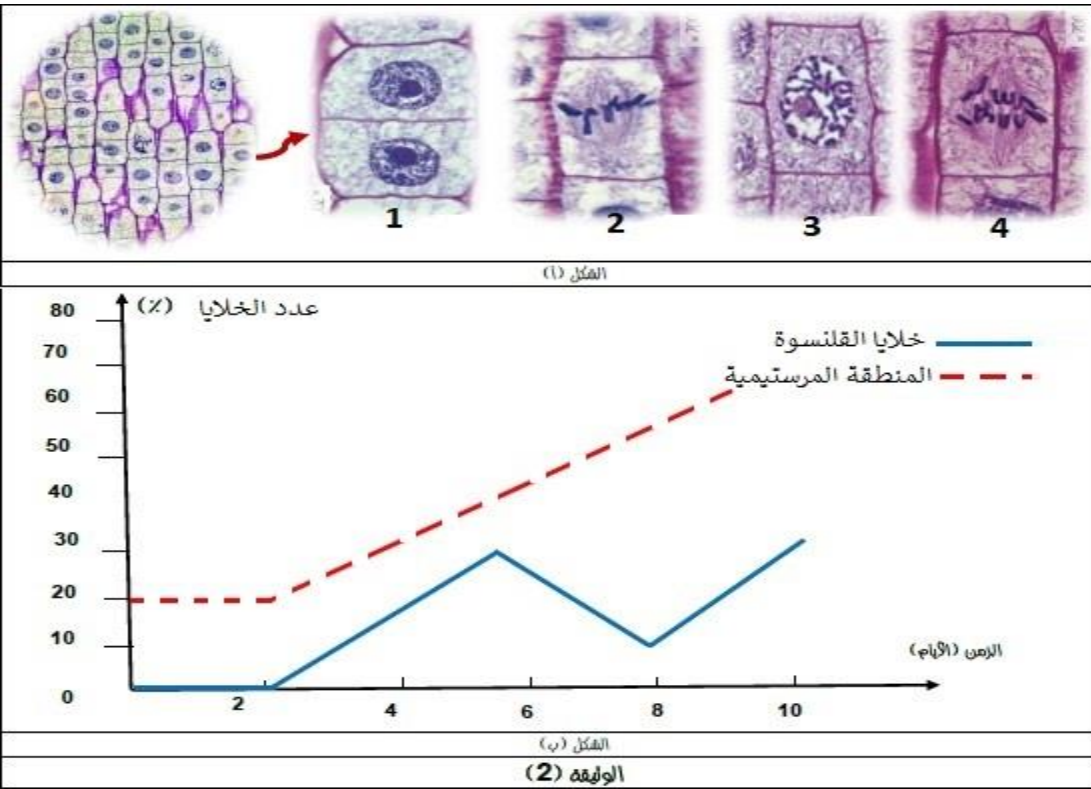 1 2 3 4
الشكل (أ)
عدد الخلايا (%)
80
70
60
50
40
30
20
10
0
خلايا القلنسوة
المنطقة المرستيمية
الزمن (الأيام)
2 4 6 8 10
الشكل (ب)
الوثيقة (2)